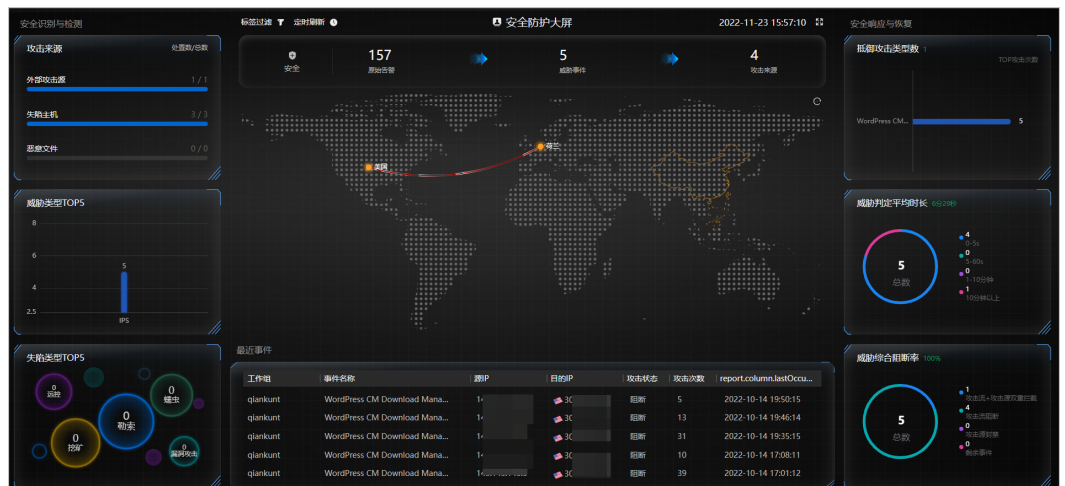 安全识别与检测
标签过滤 定时刷新
安全防护大屏
2022-11-23 15:57:10
安全响应与恢复
攻击来源 处置数/总数
外部攻击源 1 / 1
失陷主机 3 / 3
恶意文件 0 / 0
威胁类型TOP5
8
6
5
4
2.5
IPS
失陷类型TOP5
0
远控
0
蠕虫
0
勒索
0
挖矿
0
漏洞攻击
安全
157
原始告警
5
威胁事件
4
攻击来源
美国
荷兰
最近事件
工作组 事件名称 源IP 目的IP 攻击状态 攻击次数 report.column.lastOccu...
qiankunt WordPress CM Download Mana... 14 30 阻断 5 2022-10-14 19:50:15
qiankunt WordPress CM Download Mana... 14 30 阻断 13 2022-10-14 19:46:14
qiankunt WordPress CM Download Mana... 14 30 阻断 31 2022-10-14 19:35:15
qiankunt WordPress CM Download Mana... 14 30 阻断 10 2022-10-14 17:08:11
qiankunt WordPress CM Download Mana... 30 阻断 39 2022-10-14 17:01:12
抵御攻击类型数 1
TOP攻击次数
WordPress CM... 5
威胁判定平均时长 6分29秒
5
总数
4
0-5s
0
5-60s
0
1-10分钟
1
10分钟以上
威胁综合阻断率 100%
5
总数
1
攻击流+攻击源双重拦截
4
攻击流阻断
0
攻击源封禁
0
剩余事件